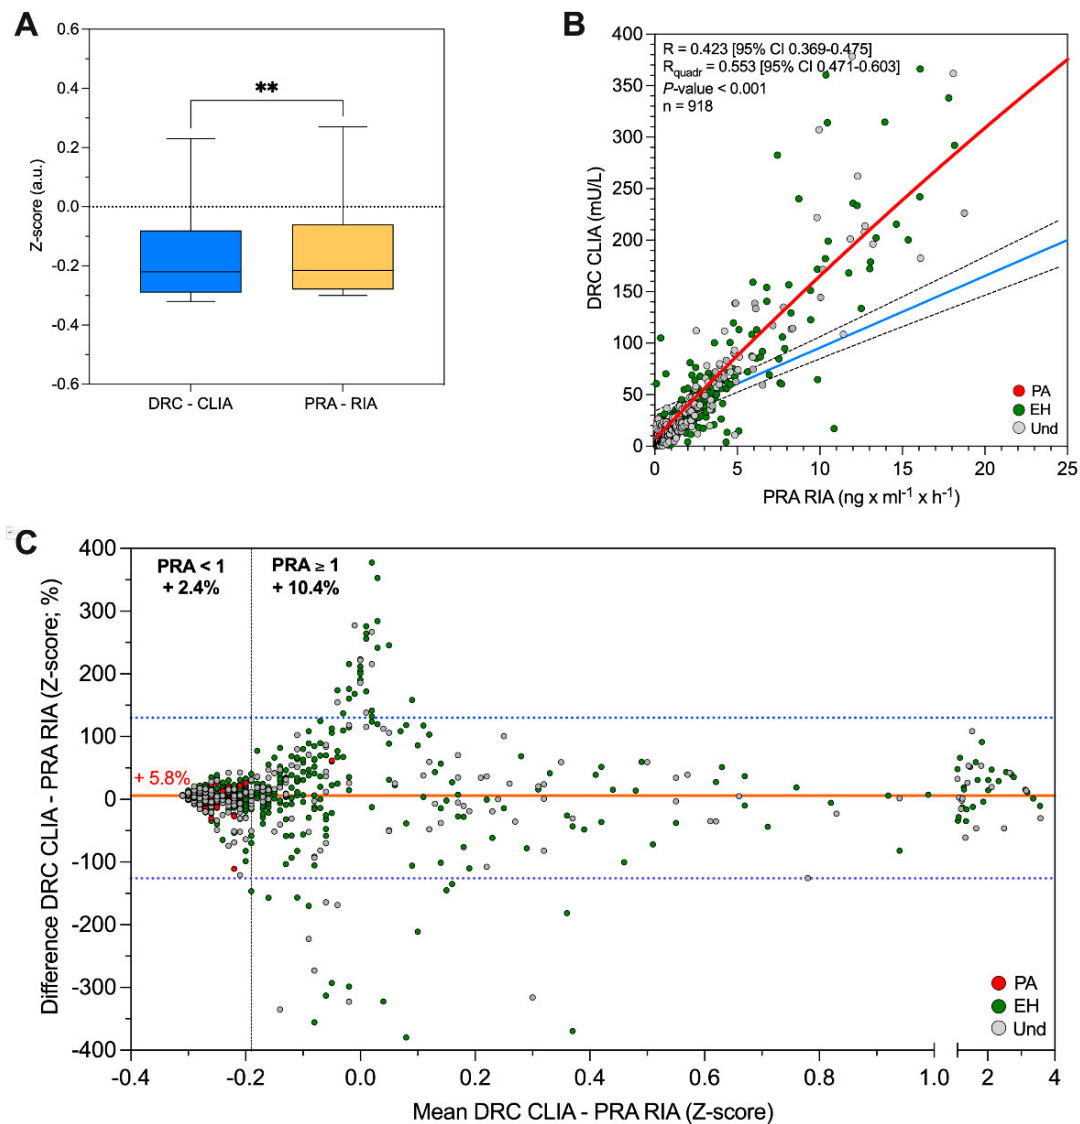 A
0.6
0.4
0.2
0.0
-0.2
-0.4
-0.6
Z-score (a.u.)
**
DRC - CLIA
PRA - RIA
B
400
350
300
250
200
150
100
50
0
DRC CLIA (mU/L)
R = 0.423 [95% CI 0.369-0.475]
Rquadr = 0.553 [95% CI 0.471-0.603]
P-value < 0.001
n = 918
PA
EH
Und
0
5
10
15
20
25
PRA RIA (ng x ml-1 x h-1)
C
400
300
200
100
0
-100
-200
-300
-400
Difference DRC CLIA - PRA RIA (Z-score; %)
PRA < 1
+ 2.4%
PRA ≥ 1
+ 10.4%
+ 5.8%
PA
EH
Und
-0.4
-0.2
0.0
0.2
0.4
0.6
0.8
1.0
2
4
Mean DRC CLIA - PRA RIA (Z-score)